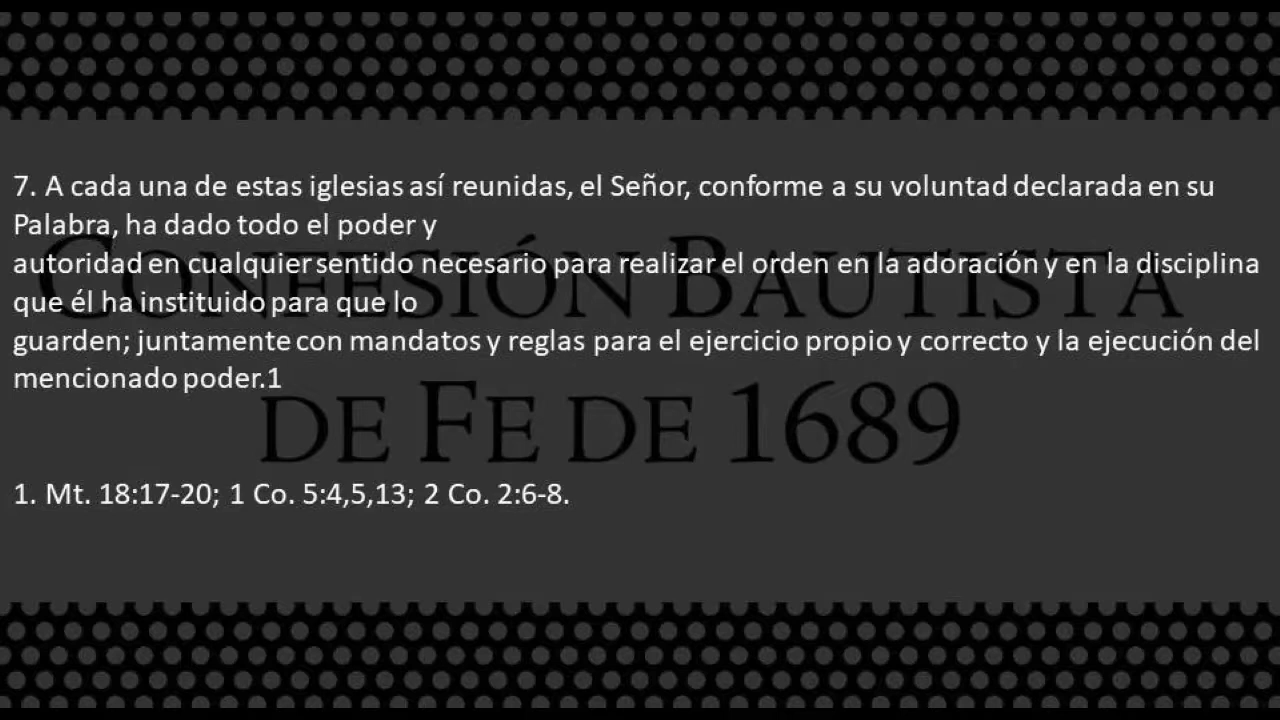 7. A cada una de estas iglesias así reunidas, el Señor, conforme a su voluntad declarada en su
Palabra, ha dado todo el poder y
autoridad en cualquier sentido necesario para realizar el orden en la adoración y en la disciplina
que él ha instituido para que lo
guarden; juntamente con mandatos y reglas para el ejercicio propio y correcto y la ejecución del
mencionado poder.1
1. Mt. 18:17-20; 1 Co. 5:4,5,13; 2 Co. 2:6-8.
CONFESIÓN BAUTISTA
DE FE DE 1689